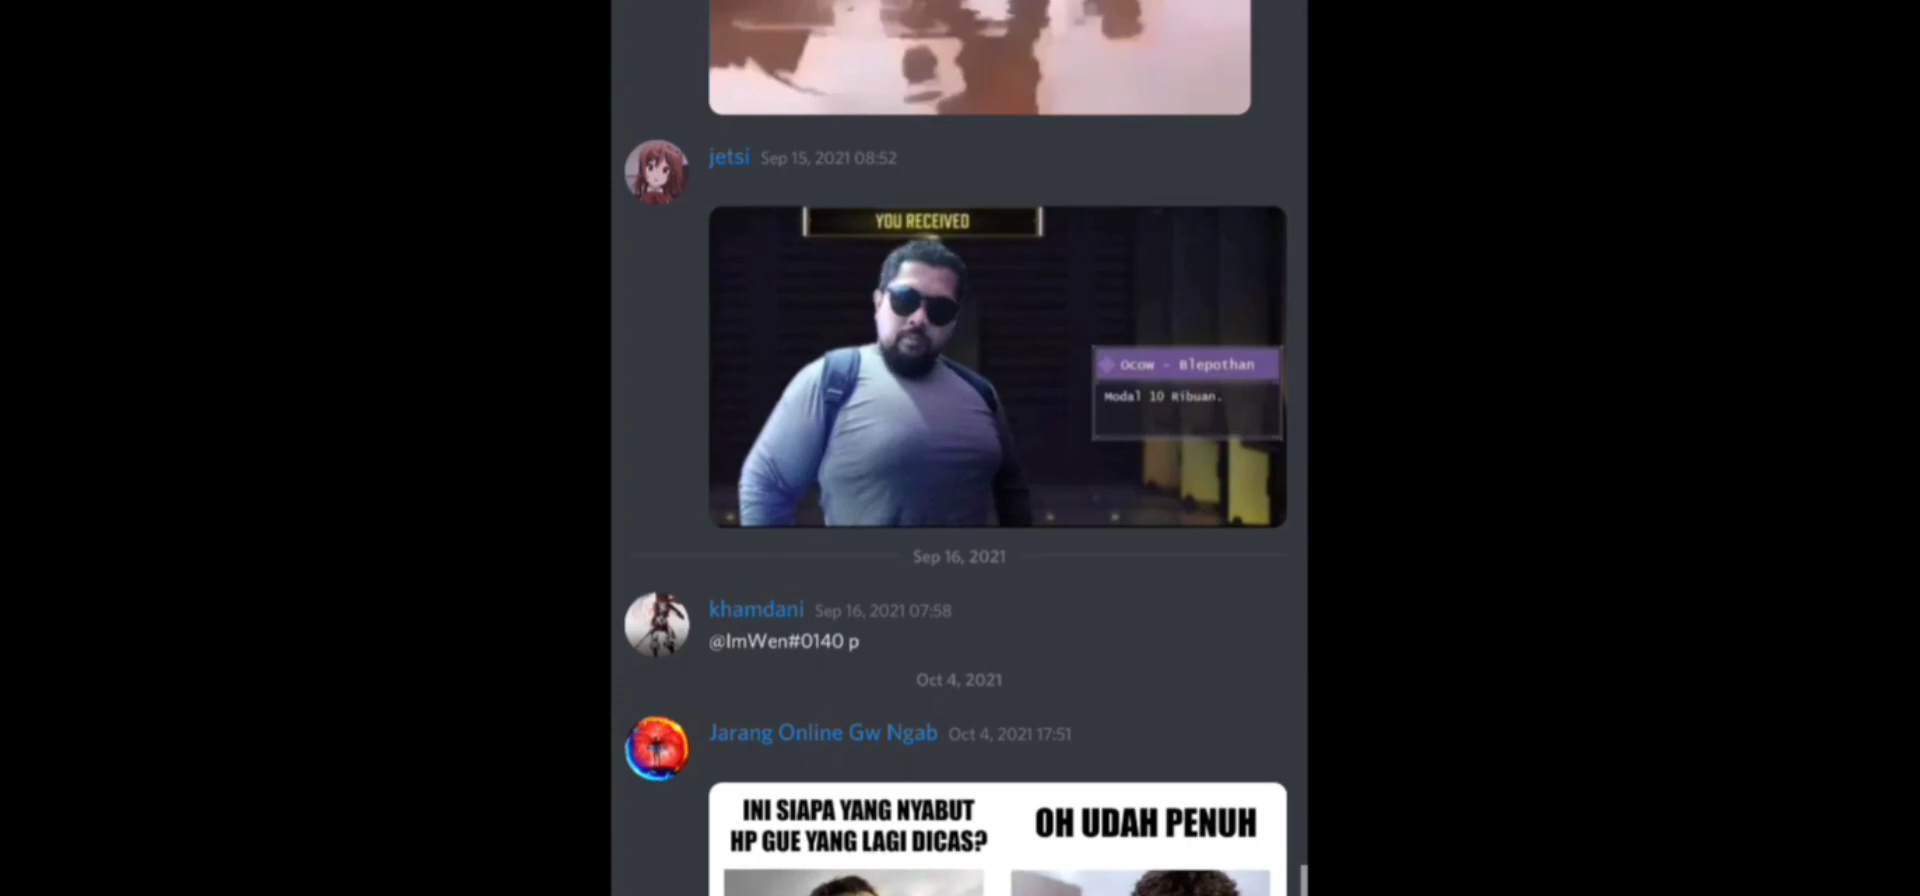 jetsi Sep 15, 2021 08:52
YOU RECEIVED
Ocow - Blepothan
Modal 10 Ribuan.
Sep 16, 2021
khamdani Sep 16, 2021 07:58
@ImWen#0140 p
Oct 4, 2021
Jarang Online Gw Ngab Oct 4, 2021 17:51
INI SIAPA YANG NYABUT
HP GUE YANG LAGI DICAS?
OH UDAH PENUH